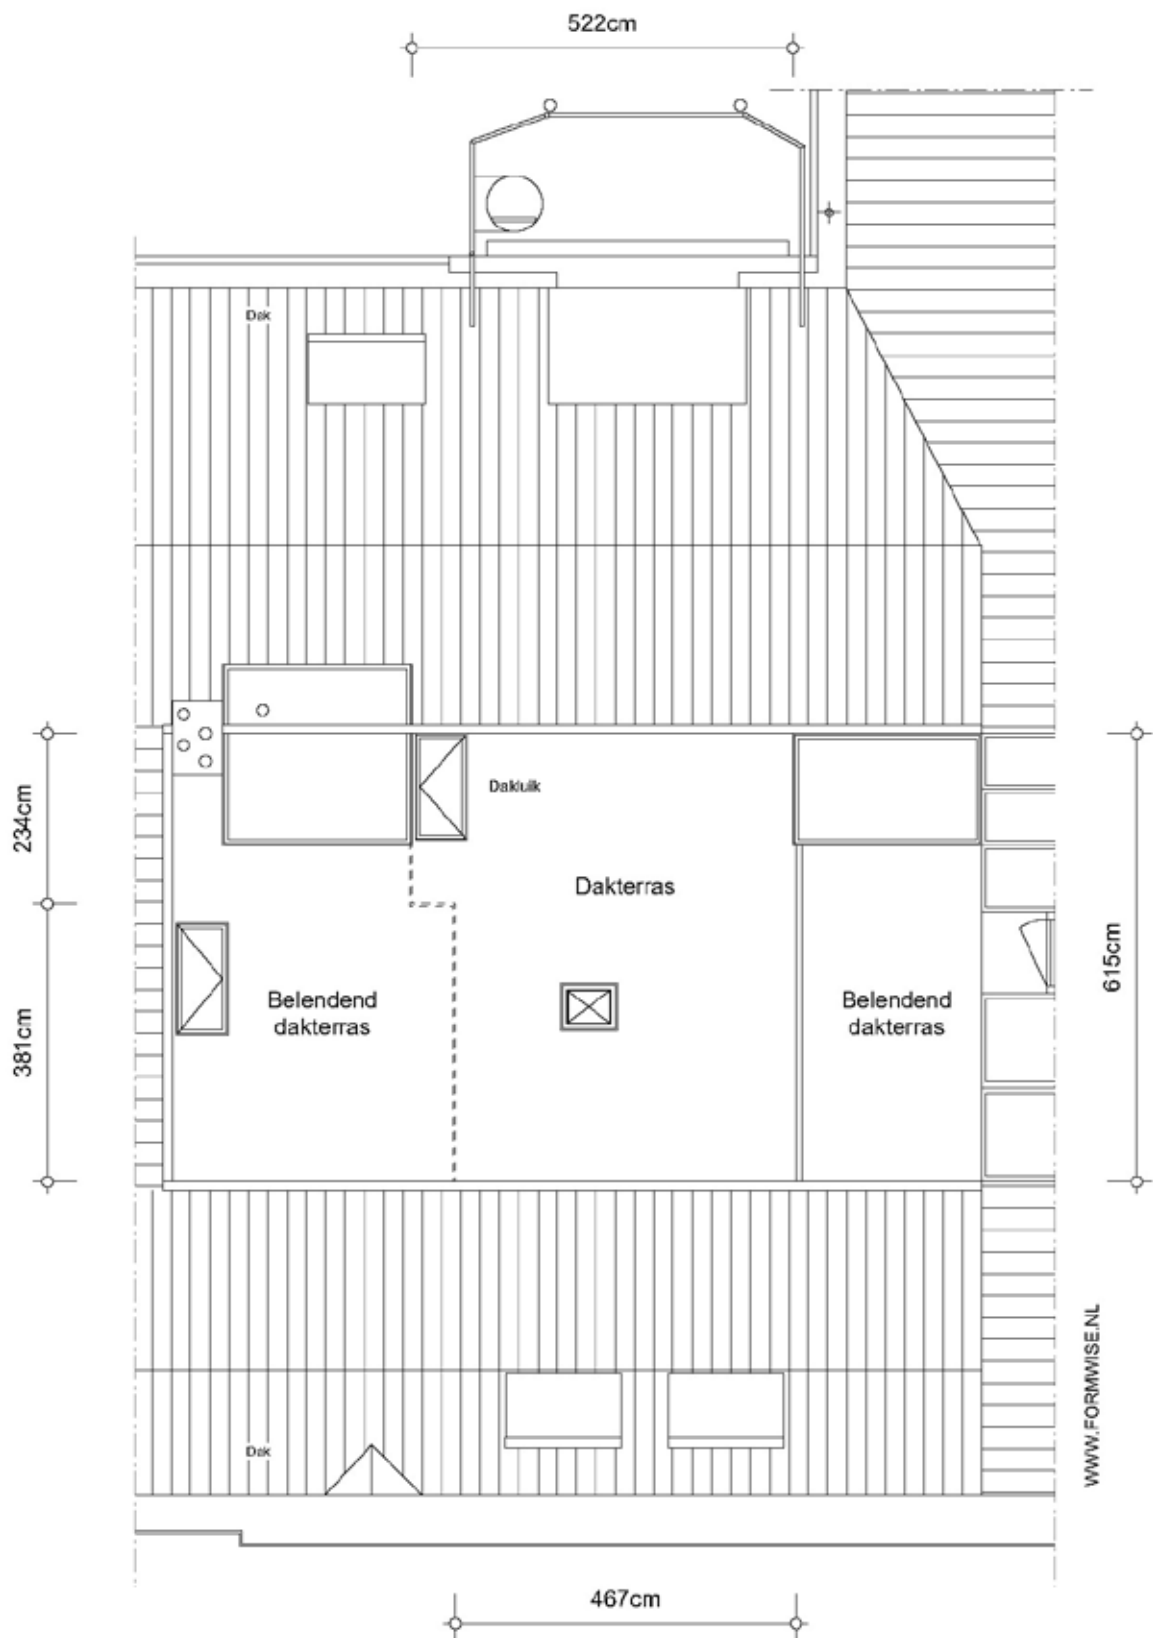 522cm
Dak
Dakluik
234cm
Dakterras
615cm
Belendend
dakterras
Belendend
dakterras
381cm
WWW.FORMWISE.NL
Dak
467cm